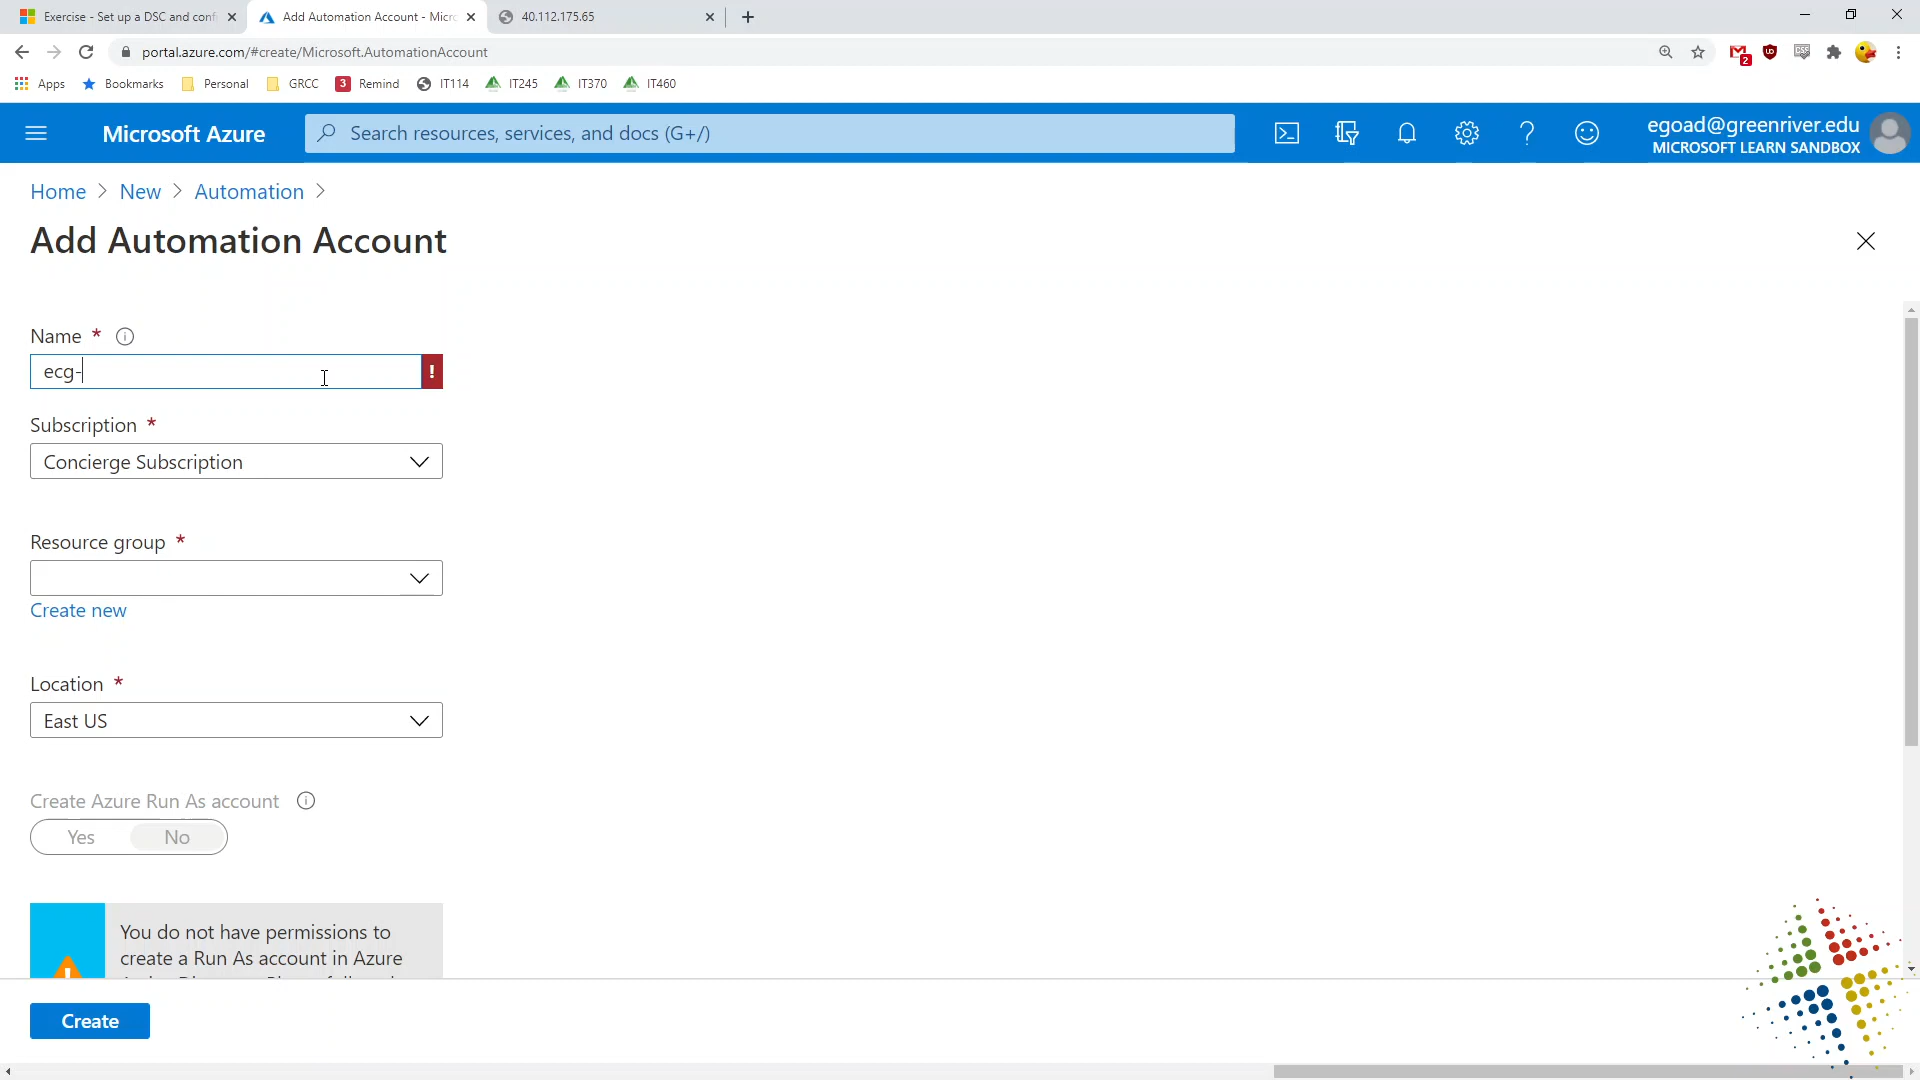 Exercise - Set up a DSC and conf
Add Automation Account - Micr
40.112.175.65
portal.azure.com/#create/Microsoft.AutomationAccount
2
Apps
Bookmarks
Personal
GRCC
3
Remind
IT114
IT245
IT370
IT460
Microsoft Azure
Search resources, services, and docs (G+/)
egoad@greenriver.edu
MICROSOFT LEARN SANDBOX
Home > New > Automation >
Add Automation Account
Name *
ecg-
!
Subscription *
Concierge Subscription
Resource group *
Create new
Location *
East US
Create Azure Run As account
Yes No
You do not have permissions to
create a Run As account in Azure
Create